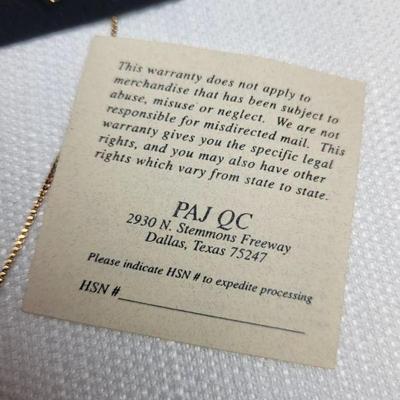 This warranty does not apply to
merchandise that has been subject to
abuse, misuse or neglect. We are not
responsible for misdirected mail. This
warranty gives you the specific legal
rights, and you may also have other
rights which vary from state to state.
PAJ QC
2930 N. Stemmons Freeway
Dallas, Texas 75247
Please indicate HSN # to expedite processing
HSN #